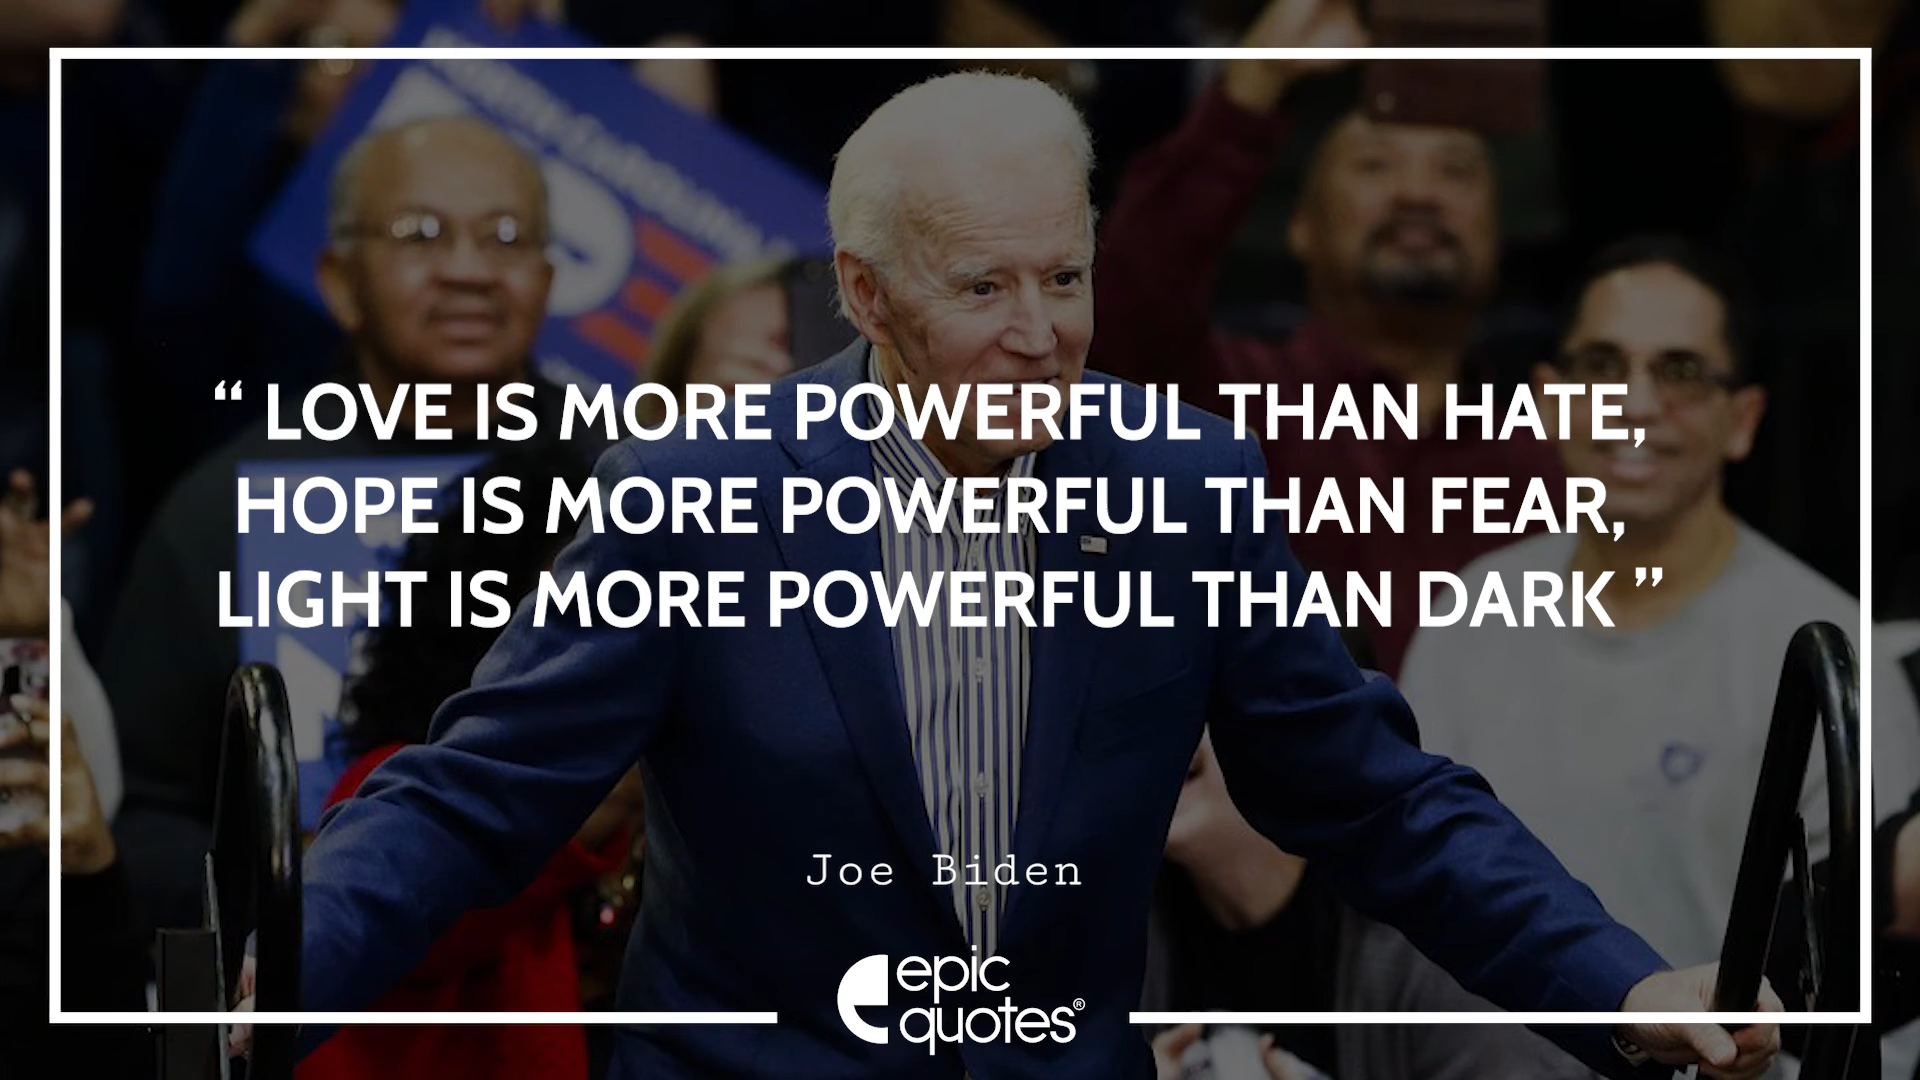 “ LOVE IS MORE POWERFUL THAN HATE,
HOPE IS MORE POWERFUL THAN FEAR,
LIGHT IS MORE POWERFUL THAN DARK ”
Joe Biden
epic
quotes®